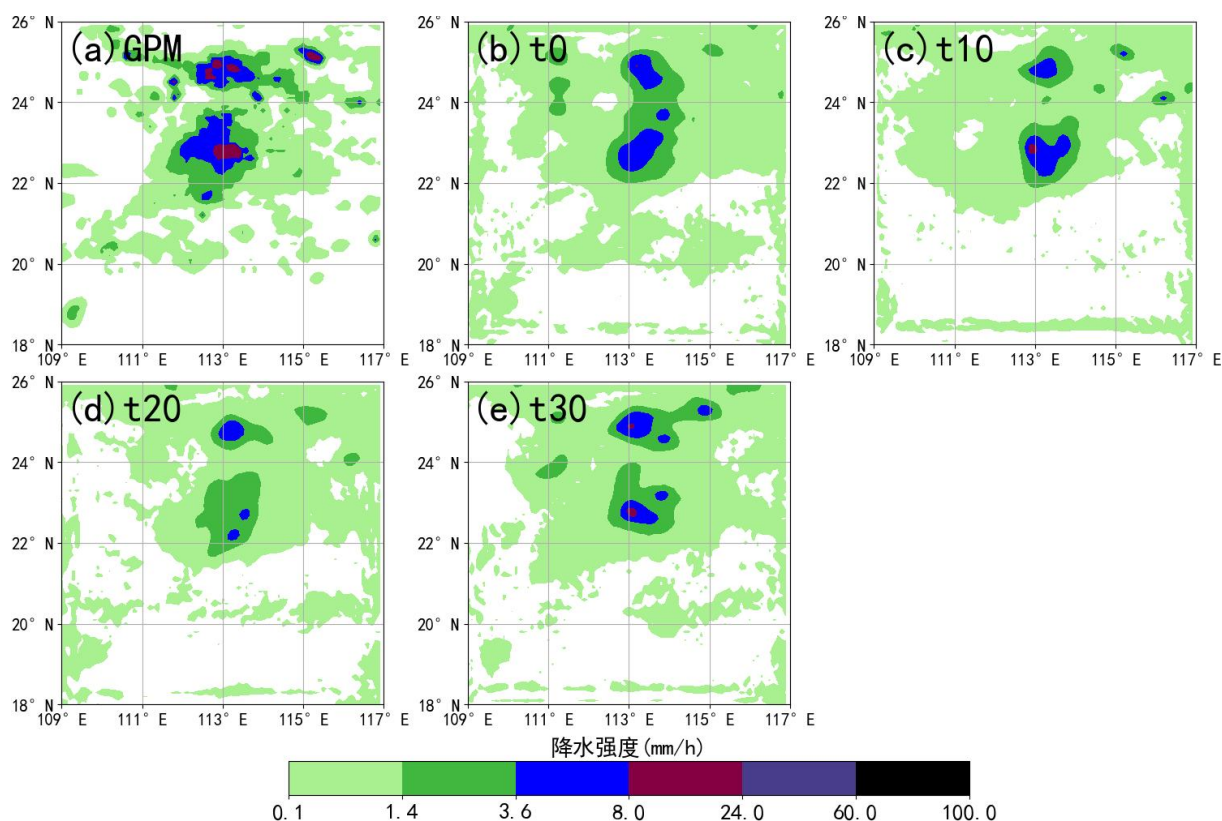 26° N
24° N
22° N
20° N
18° N
109° E 111° E 113° E 115° E 117° E
(a)GPM
26° N
24° N
22° N
20° N
18° N
109° E 111° E 113° E 115° E 117° E
(b)t0
26° N
24° N
22° N
20° N
18° N
109° E 111° E 113° E 115° E 117° E
(c)t10
26° N
24° N
22° N
20° N
18° N
109° E 111° E 113° E 115° E 117° E
(d)t20
26° N
24° N
22° N
20° N
18° N
109° E 111° E 113° E 115° E 117° E
(e)t30
降水强度(mm/h)
0.1 1.4 3.6 8.0 24.0 60.0 100.0